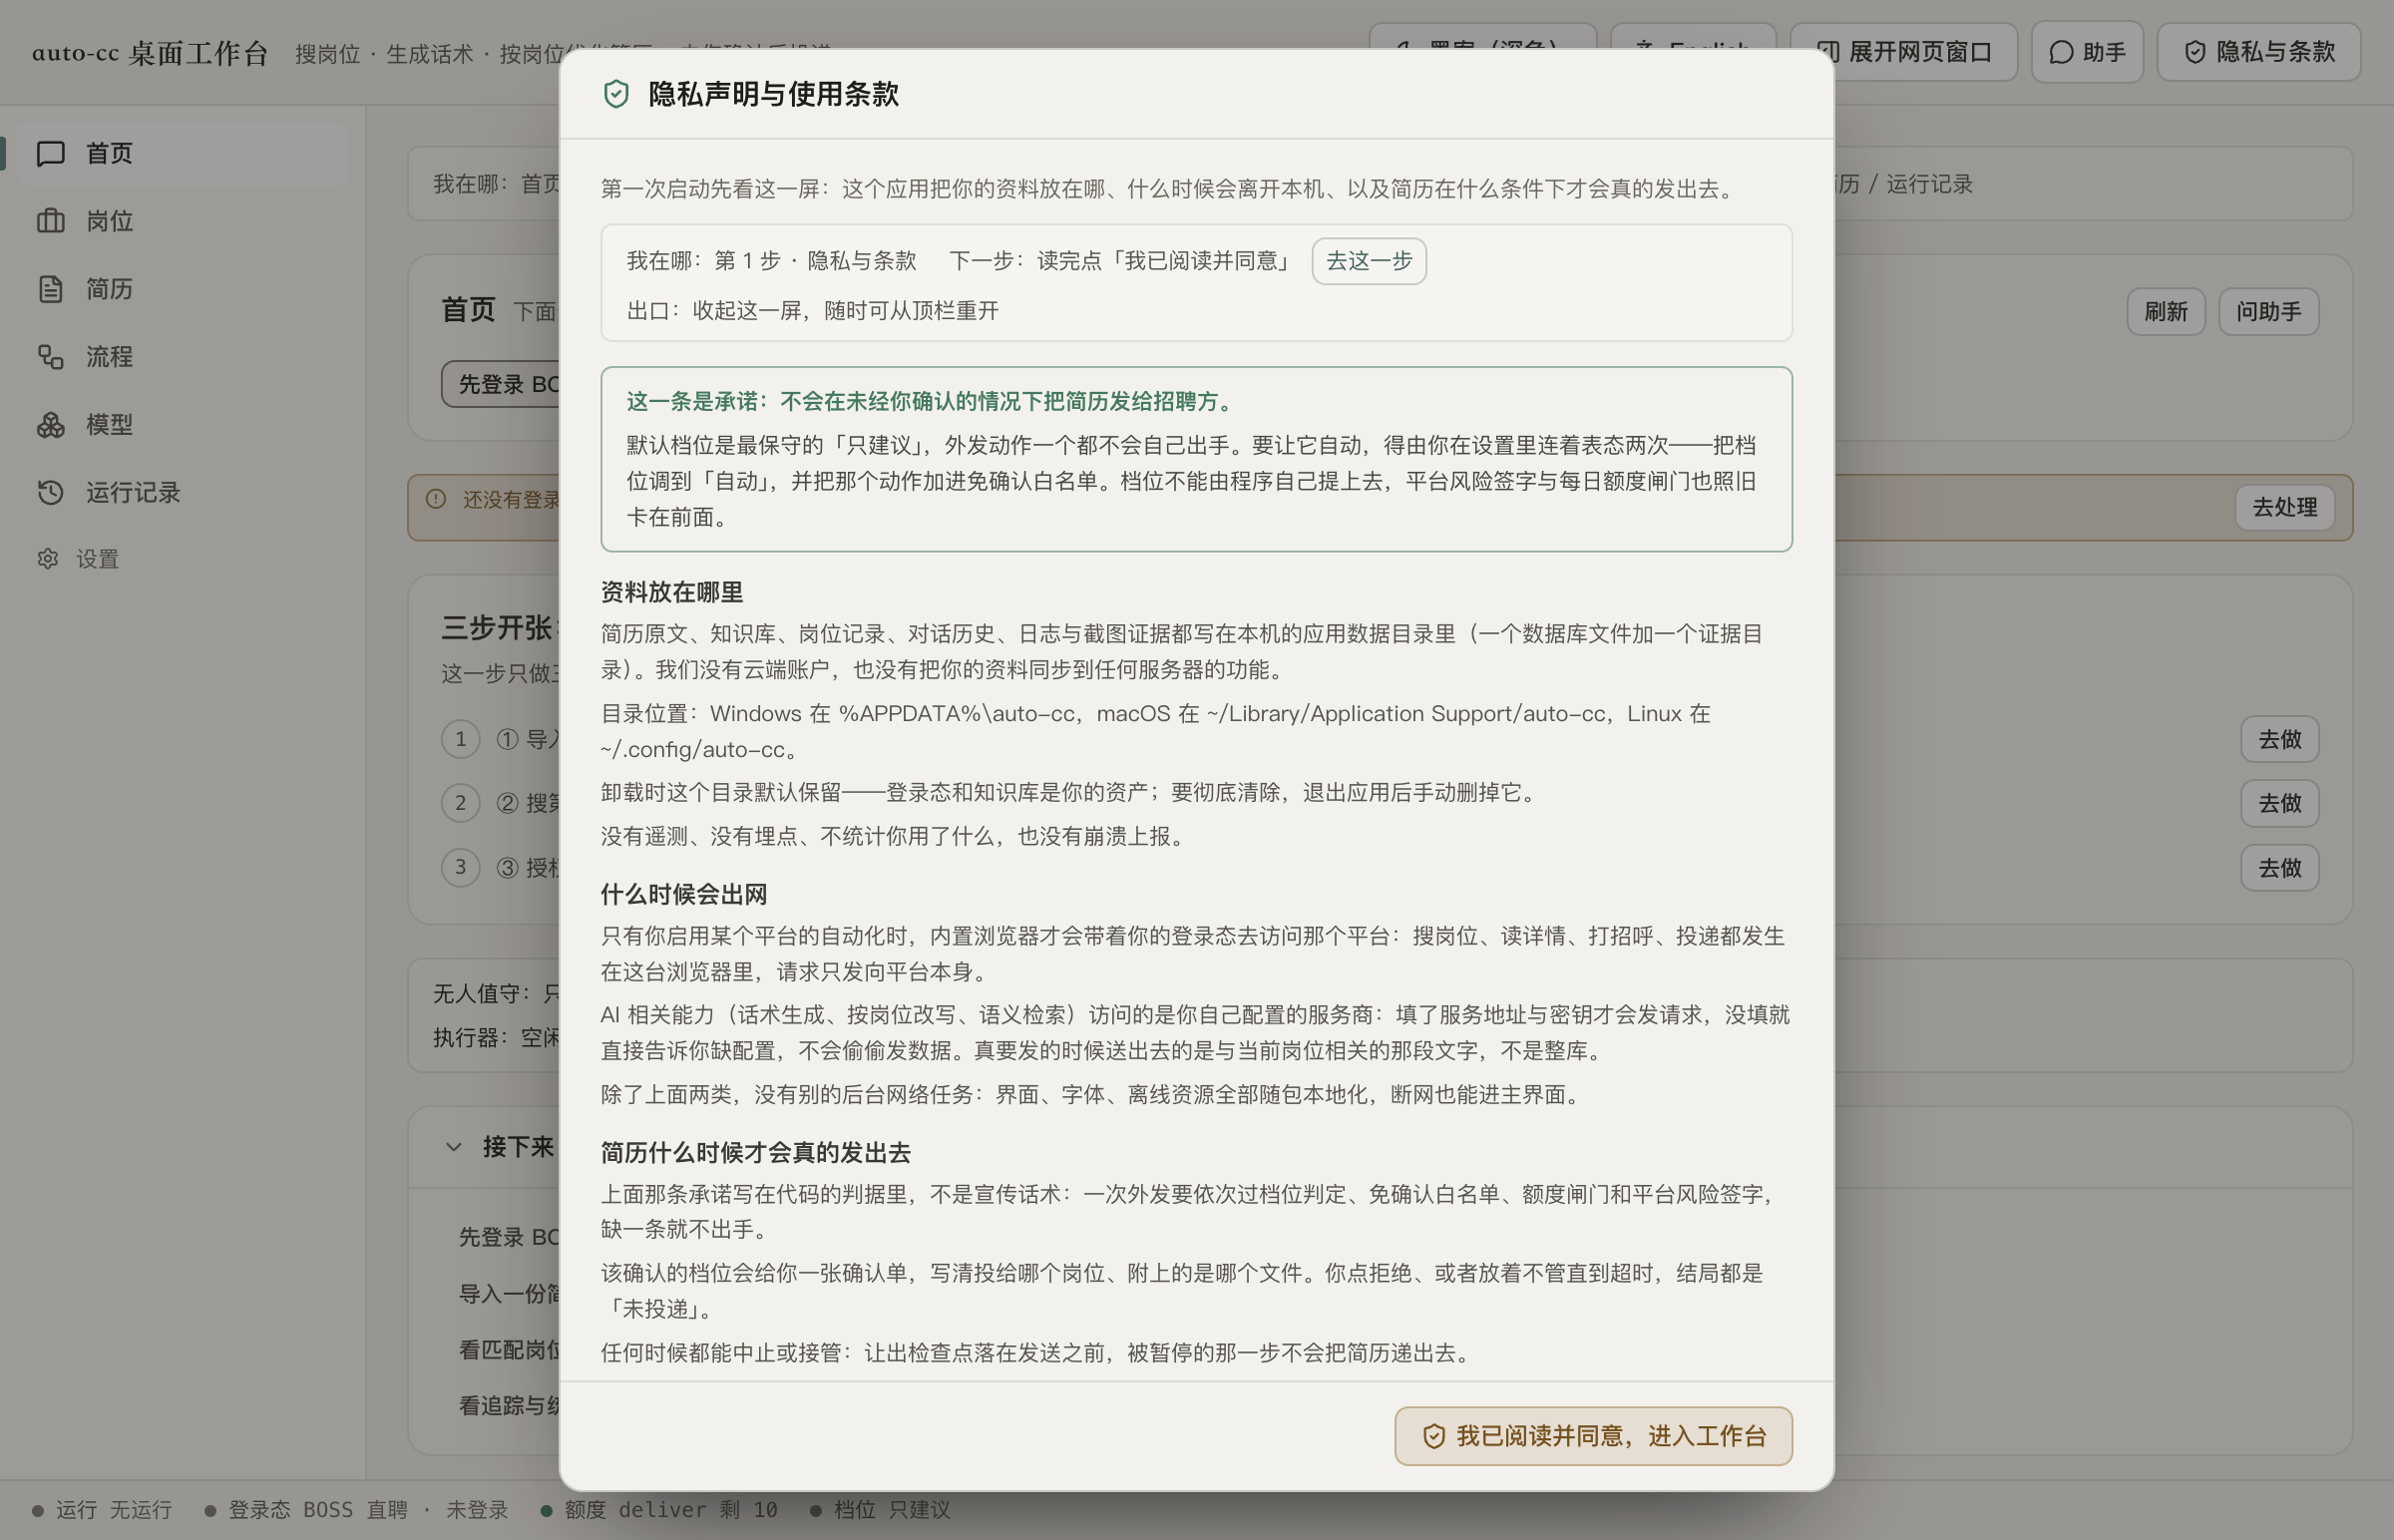 auto-cc 桌面工作台
搜岗位 · 生成话术 · 按岗位
展开网页窗口
助手
隐私与条款
首页
岗位
简历
流程
模型
运行记录
设置
我在哪：首页
历 / 运行记录
首页 下面
刷新
问助手
先登录 BO
还没有登录
去处理
三步开张
这一步只做
1 ① 导入
去做
2 ② 搜第
去做
3 ③ 授权
去做
无人值守：只
执行器：空闲
接下来
先登录 BO
导入一份简
看匹配岗位
看追踪与统
隐私声明与使用条款
第一次启动先看这一屏：这个应用把你的资料放在哪、什么时候会离开本机、以及简历在什么条件下才会真的发出去。
我在哪：第 1 步 · 隐私与条款 下一步：读完点「我已阅读并同意」 去这一步
出口：收起这一屏，随时可从顶栏重开
这一条是承诺：不会在未经你确认的情况下把简历发给招聘方。
默认档位是最保守的「只建议」，外发动作一个都不会自己出手。要让它自动，得由你在设置里连着表态两次——把档
位调到「自动」，并把那个动作加进免确认白名单。档位不能由程序自己提上去，平台风险签字与每日额度闸门也照旧
卡在前面。
资料放在哪里
简历原文、知识库、岗位记录、对话历史、日志与截图证据都写在本机的应用数据目录里（一个数据库文件加一个证据目
录）。我们没有云端账户，也没有把你的资料同步到任何服务器的功能。
目录位置：Windows 在 %APPDATA%\auto-cc，macOS 在 ~/Library/Application Support/auto-cc，Linux 在
~/.config/auto-cc。
卸载时这个目录默认保留——登录态和知识库是你的资产；要彻底清除，退出应用后手动删掉它。
没有遥测、没有埋点、不统计你用了什么，也没有崩溃上报。
什么时候会出网
只有你启用某个平台的自动化时，内置浏览器才会带着你的登录态去访问那个平台：搜岗位、读详情、打招呼、投递都发生
在这台浏览器里，请求只发向平台本身。
AI 相关能力（话术生成、按岗位改写、语义检索）访问的是你自己配置的服务商：填了服务地址与密钥才会发请求，没填就
直接告诉你缺配置，不会偷偷发数据。真要发的时候送出去的是与当前岗位相关的那段文字，不是整库。
除了上面两类，没有别的后台网络任务：界面、字体、离线资源全部随包本地化，断网也能进主界面。
简历什么时候才会真的发出去
上面那条承诺写在代码的判据里，不是宣传话术：一次外发要依次过档位判定、免确认白名单、额度闸门和平台风险签字，
缺一条就不出手。
该确认的档位会给你一张确认单，写清投给哪个岗位、附上的是哪个文件。你点拒绝、或者放着不管直到超时，结局都是
「未投递」。
任何时候都能中止或接管：让出检查点落在发送之前，被暂停的那一步不会把简历递出去。
我已阅读并同意，进入工作台
运行 无运行 登录态 BOSS 直聘 · 未登录 额度 deliver 剩 10 档位 只建议